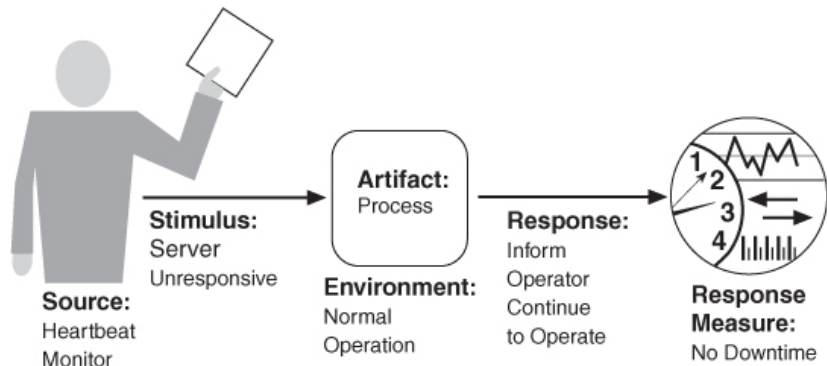 Source:
Heartbeat
Monitor
Stimulus:
Server
Unresponsive
Artifact:
Process
Environment:
Normal
Operation
Response:
Inform
Operator
Continue
to Operate
1
2
3
4
Response
Measure:
No Downtime